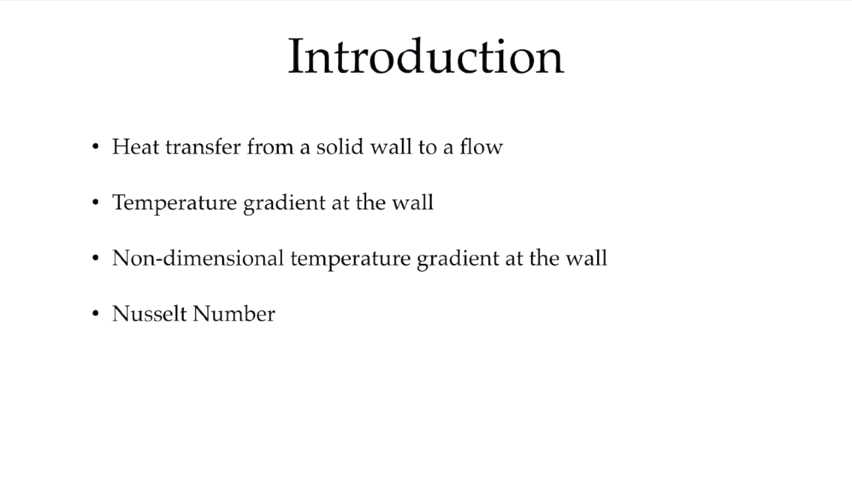 Introduction
• Heat transfer from a solid wall to a flow
• Temperature gradient at the wall
• Non-dimensional temperature gradient at the wall
• Nusselt Number